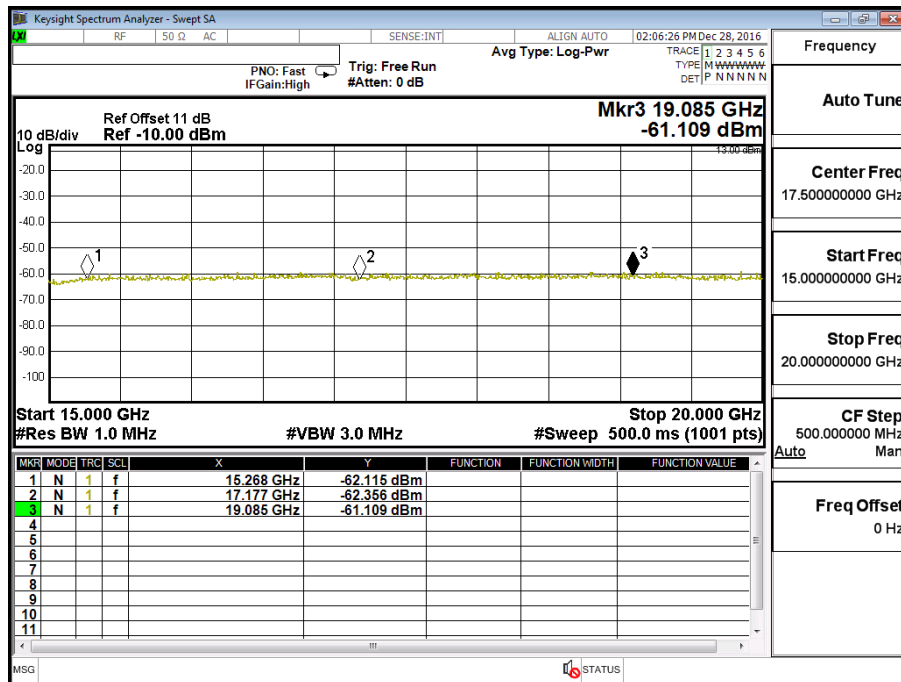 Keysight Spectrum Analyzer - Swept SA
LXI RF 50 Ω AC SENSE:INT ALIGN AUTO 02:06:26 PM Dec 28, 2016
PNO: Fast
IFGain:High
Trig: Free Run
#Atten: 0 dB
Avg Type: Log-Pwr
TRACE 1 2 3 4 5 6
TYPE M W W W W W
DET P N N N N N
Ref Offset 11 dB
10 dB/div Ref -10.00 dBm
Log
Mkr3 19.085 GHz
-61.109 dBm
-13.00 dBm
-20.0
-30.0
-40.0
-50.0
-60.0
-70.0
-80.0
-90.0
-100
1
2
3
Start 15.000 GHz Stop 20.000 GHz
#Res BW 1.0 MHz #VBW 3.0 MHz #Sweep 500.0 ms (1001 pts)
MKR MODE TRC SCL X Y FUNCTION FUNCTION WIDTH FUNCTION VALUE
1 N 1 f 15.268 GHz -62.115 dBm
2 N 1 f 17.177 GHz -62.356 dBm
3 N 1 f 19.085 GHz -61.109 dBm
4
5
6
7
8
9
10
11
MSG STATUS
Frequency
Auto Tune
Center Freq
17.500000000 GHz
Start Freq
15.000000000 GHz
Stop Freq
20.000000000 GHz
CF Step
500.000000 MHz
Auto Man
Freq Offset
0 Hz